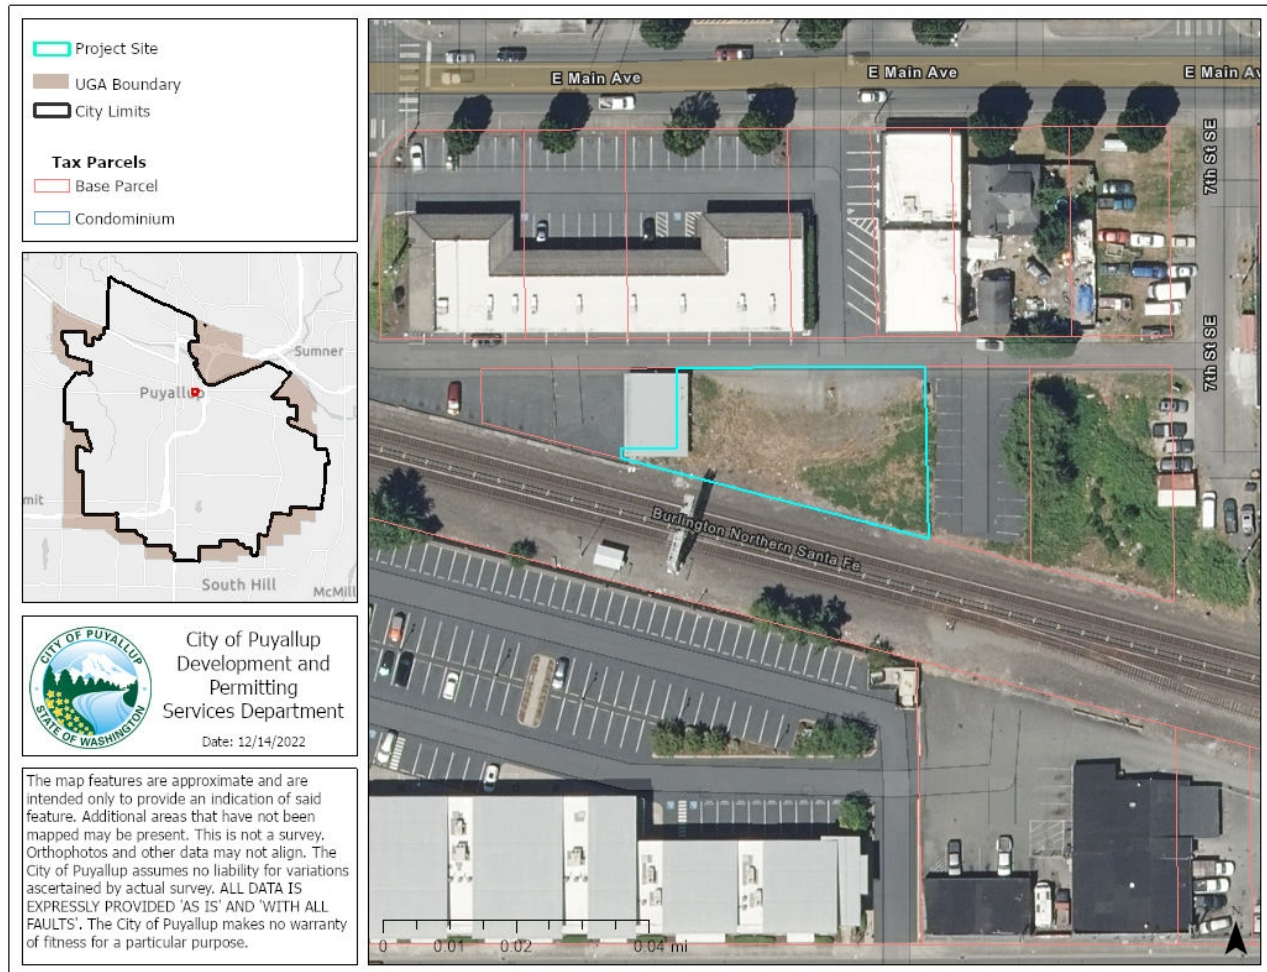 Project Site
UGA Boundary
City Limits
Tax Parcels
Base Parcel
Condominium
Puyallup
Sumner
South Hill
McMill
mit
CITY OF PUYALLUP
STATE OF WASHINGTON
City of Puyallup
Development and
Permitting
Services Department
Date: 12/14/2022
The map features are approximate and are
intended only to provide an indication of said
feature. Additional areas that have not been
mapped may be present. This is not a survey.
Orthophotos and other data may not align. The
City of Puyallup assumes no liability for variations
ascertained by actual survey. ALL DATA IS
EXPRESSLY PROVIDED 'AS IS' AND 'WITH ALL
FAULTS'. The City of Puyallup makes no warranty
of fitness for a particular purpose.
E Main Ave
E Main Ave
E Main Av
7th St SE
7th St SE
Burlington Northern Santa Fe
0 0.01 0.02 0.04 mi
N